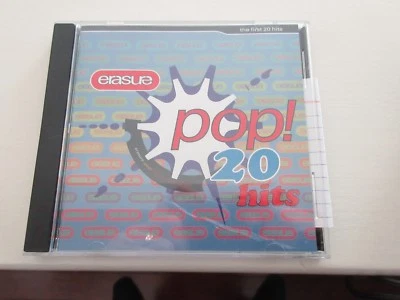 the first 20 hits
erasure
pop!
20
hits